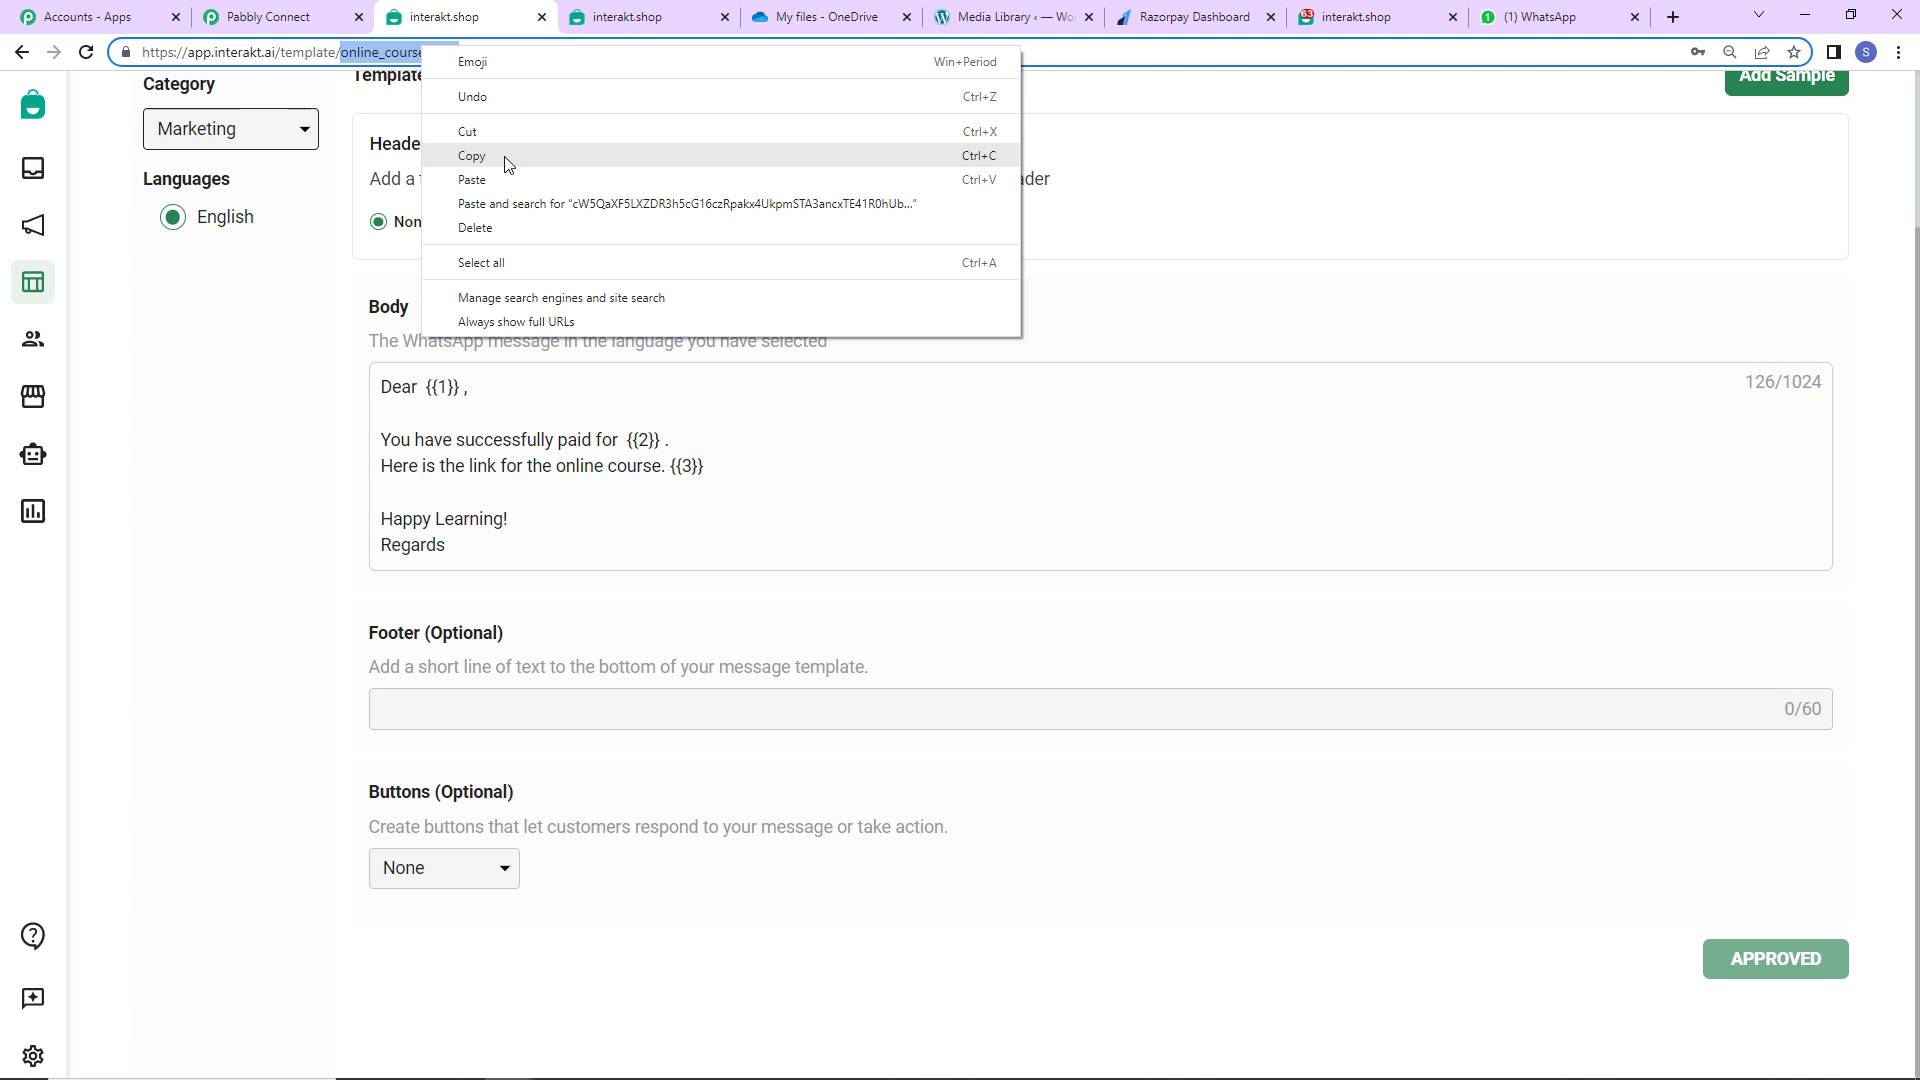 Accounts - Apps
Pabbly Connect
interakt.shop
interakt.shop
My files - OneDrive
Media Library ‹ — Wo
Razorpay Dashboard
63
interakt.shop
1
(1) WhatsApp
https://app.interakt.ai/template/online_course
S
Category
Marketing
Languages
English
Template
Add Sample
Heade
Add a
ader
Non
Emoji Win+Period
Undo Ctrl+Z
Cut Ctrl+X
Copy Ctrl+C
Paste Ctrl+V
Paste and search for "cW5QaXF5LXZDR3h5cG16czRpakx4UkpmSTA3ancxTE41R0hUb..."
Delete
Select all Ctrl+A
Manage search engines and site search
Always show full URLs
Body
The WhatsApp message in the language you have selected
126/1024
Dear {{1}} ,
You have successfully paid for {{2}} .
Here is the link for the online course. {{3}}
Happy Learning!
Regards
Footer (Optional)
Add a short line of text to the bottom of your message template.
0/60
Buttons (Optional)
Create buttons that let customers respond to your message or take action.
None
APPROVED